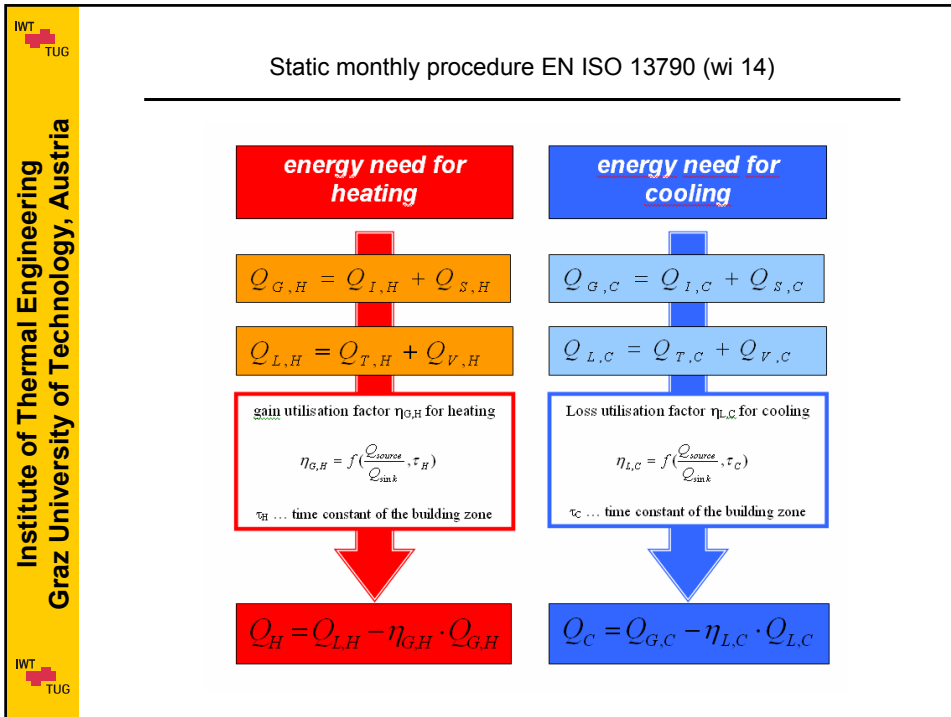 IWT
TUG
Institute of Thermal Engineering
Graz University of Technology, Austria
IWT
TUG
Static monthly procedure EN ISO 13790 (wi 14)
energy need for
heating
Q_{G,H} = Q_{I,H} + Q_{S,H}
Q_{L,H} = Q_{T,H} + Q_{V,H}
gain utilisation factor η_{G,H} for heating
η_{G,H} = f(\frac{Q_{source}}{Q_{sink}}, τ_H)
τ_H ... time constant of the building zone
Q_H = Q_{L,H} − η_{G,H} · Q_{G,H}
energy need for
cooling
Q_{G,C} = Q_{I,C} + Q_{S,C}
Q_{L,C} = Q_{T,C} + Q_{V,C}
Loss utilisation factor η_{L,C} for cooling
η_{L,C} = f(\frac{Q_{source}}{Q_{sink}}, τ_C)
τ_C ... time constant of the building zone
Q_C = Q_{G,C} − η_{L,C} · Q_{L,C}